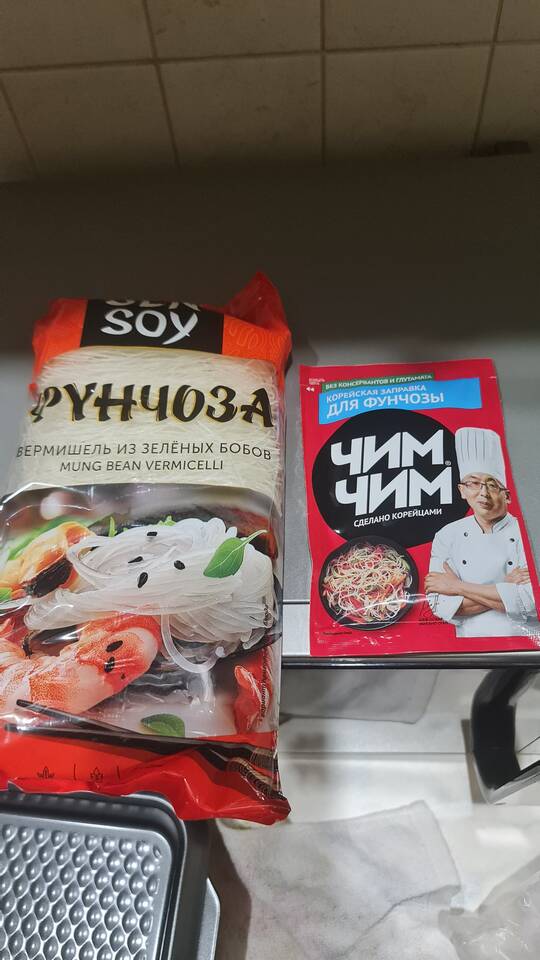 SEN
SOY
ФУНЧОЗА
ВЕРМИШЕЛЬ ИЗ ЗЕЛЁНЫХ БОБОВ
MUNG BEAN VERMICELLI
БЕЗ КОНСЕРВАНТОВ И ГЛУТАМАТА
КОРЕЙСКАЯ ЗАПРАВКА
ДЛЯ ФУНЧОЗЫ
ЧИМ
ЧИМ®
СДЕЛАНО КОРЕЙЦАМИ